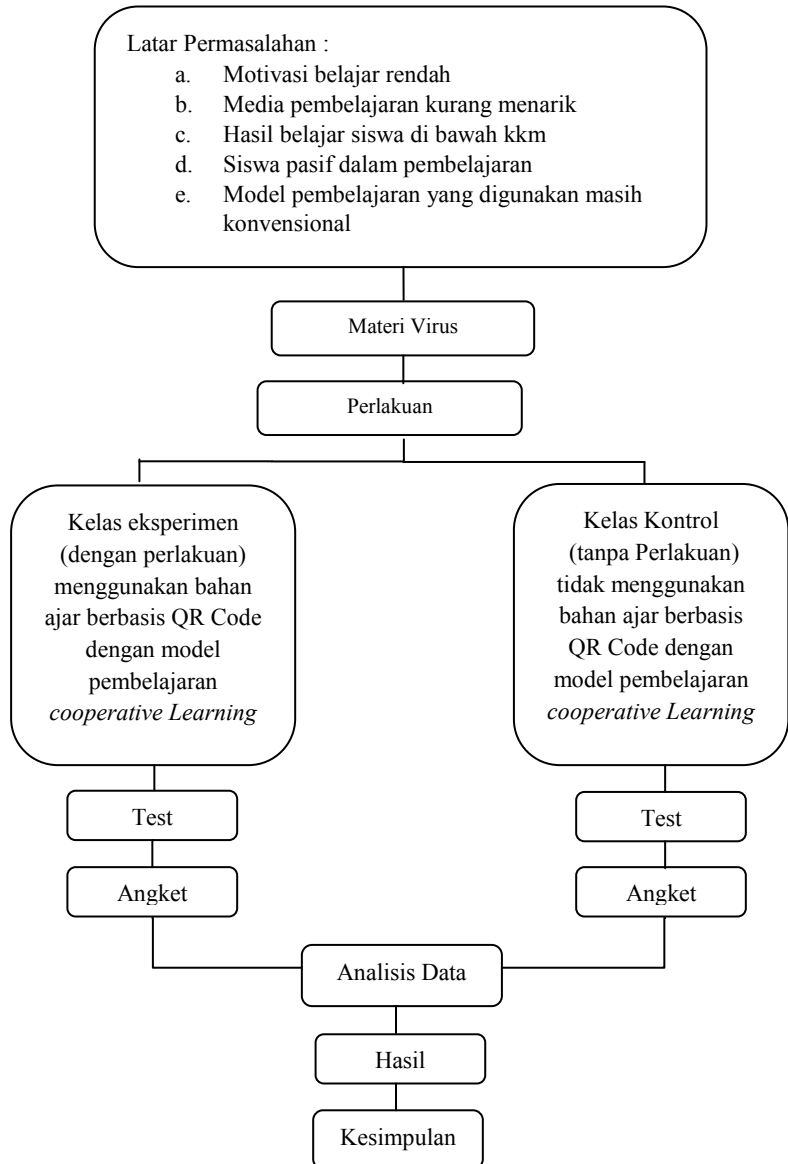 Latar Permasalahan :
a. Motivasi belajar rendah
b. Media pembelajaran kurang menarik
c. Hasil belajar siswa di bawah kkm
d. Siswa pasif dalam pembelajaran
e. Model pembelajaran yang digunakan masih
konvensional
Materi Virus
Perlakuan
Kelas eksperimen
(dengan perlakuan)
menggunakan bahan
ajar berbasis QR Code
dengan model
pembelajaran
cooperative Learning
Kelas Kontrol
(tanpa Perlakuan)
tidak menggunakan
bahan ajar berbasis
QR Code dengan
model pembelajaran
cooperative Learning
Test
Test
Angket
Angket
Analisis Data
Hasil
Kesimpulan